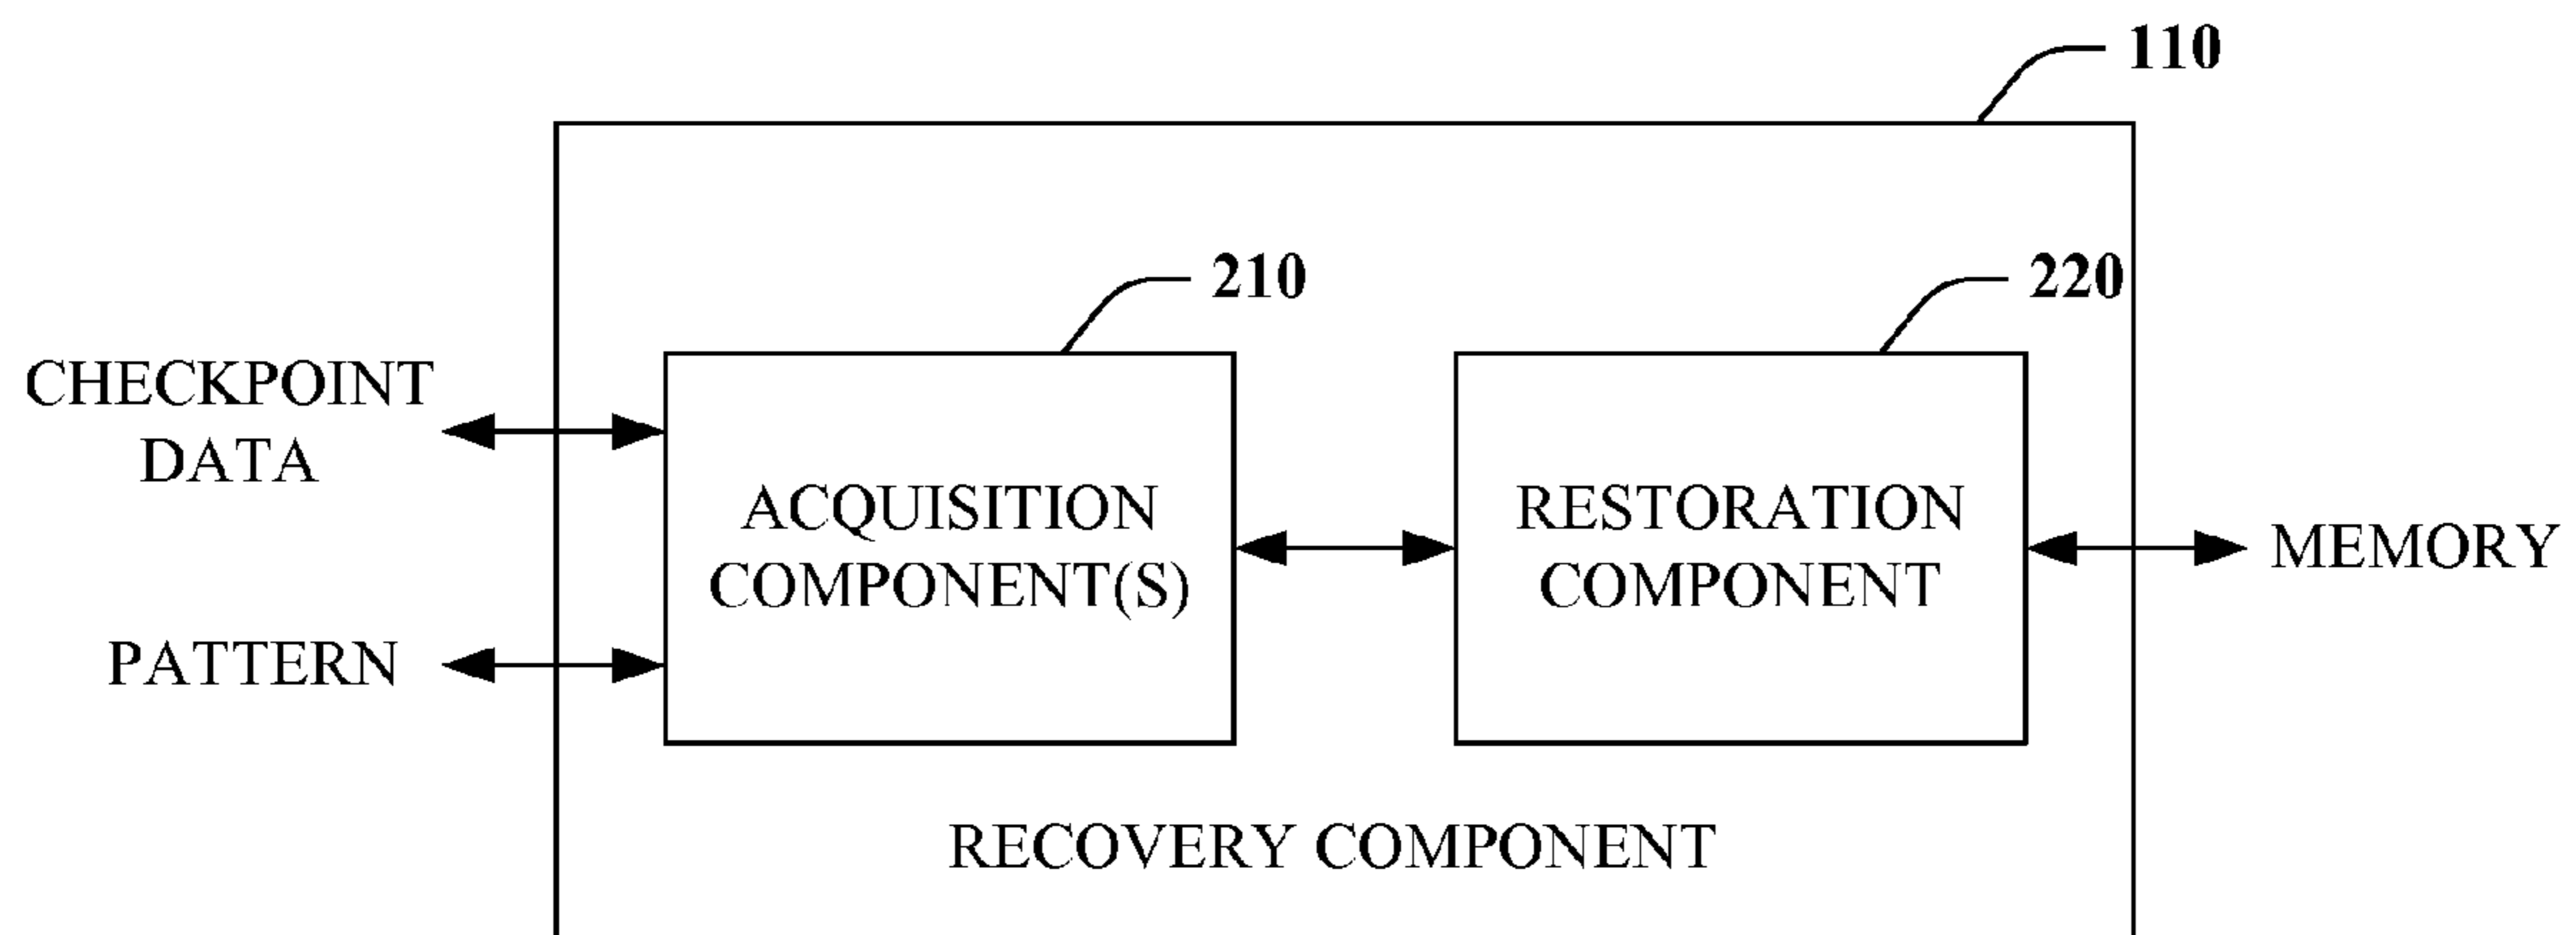 110
210
220
CHECKPOINT
DATA
ACQUISITION
COMPONENT(S)
RESTORATION
COMPONENT
MEMORY
PATTERN
RECOVERY COMPONENT